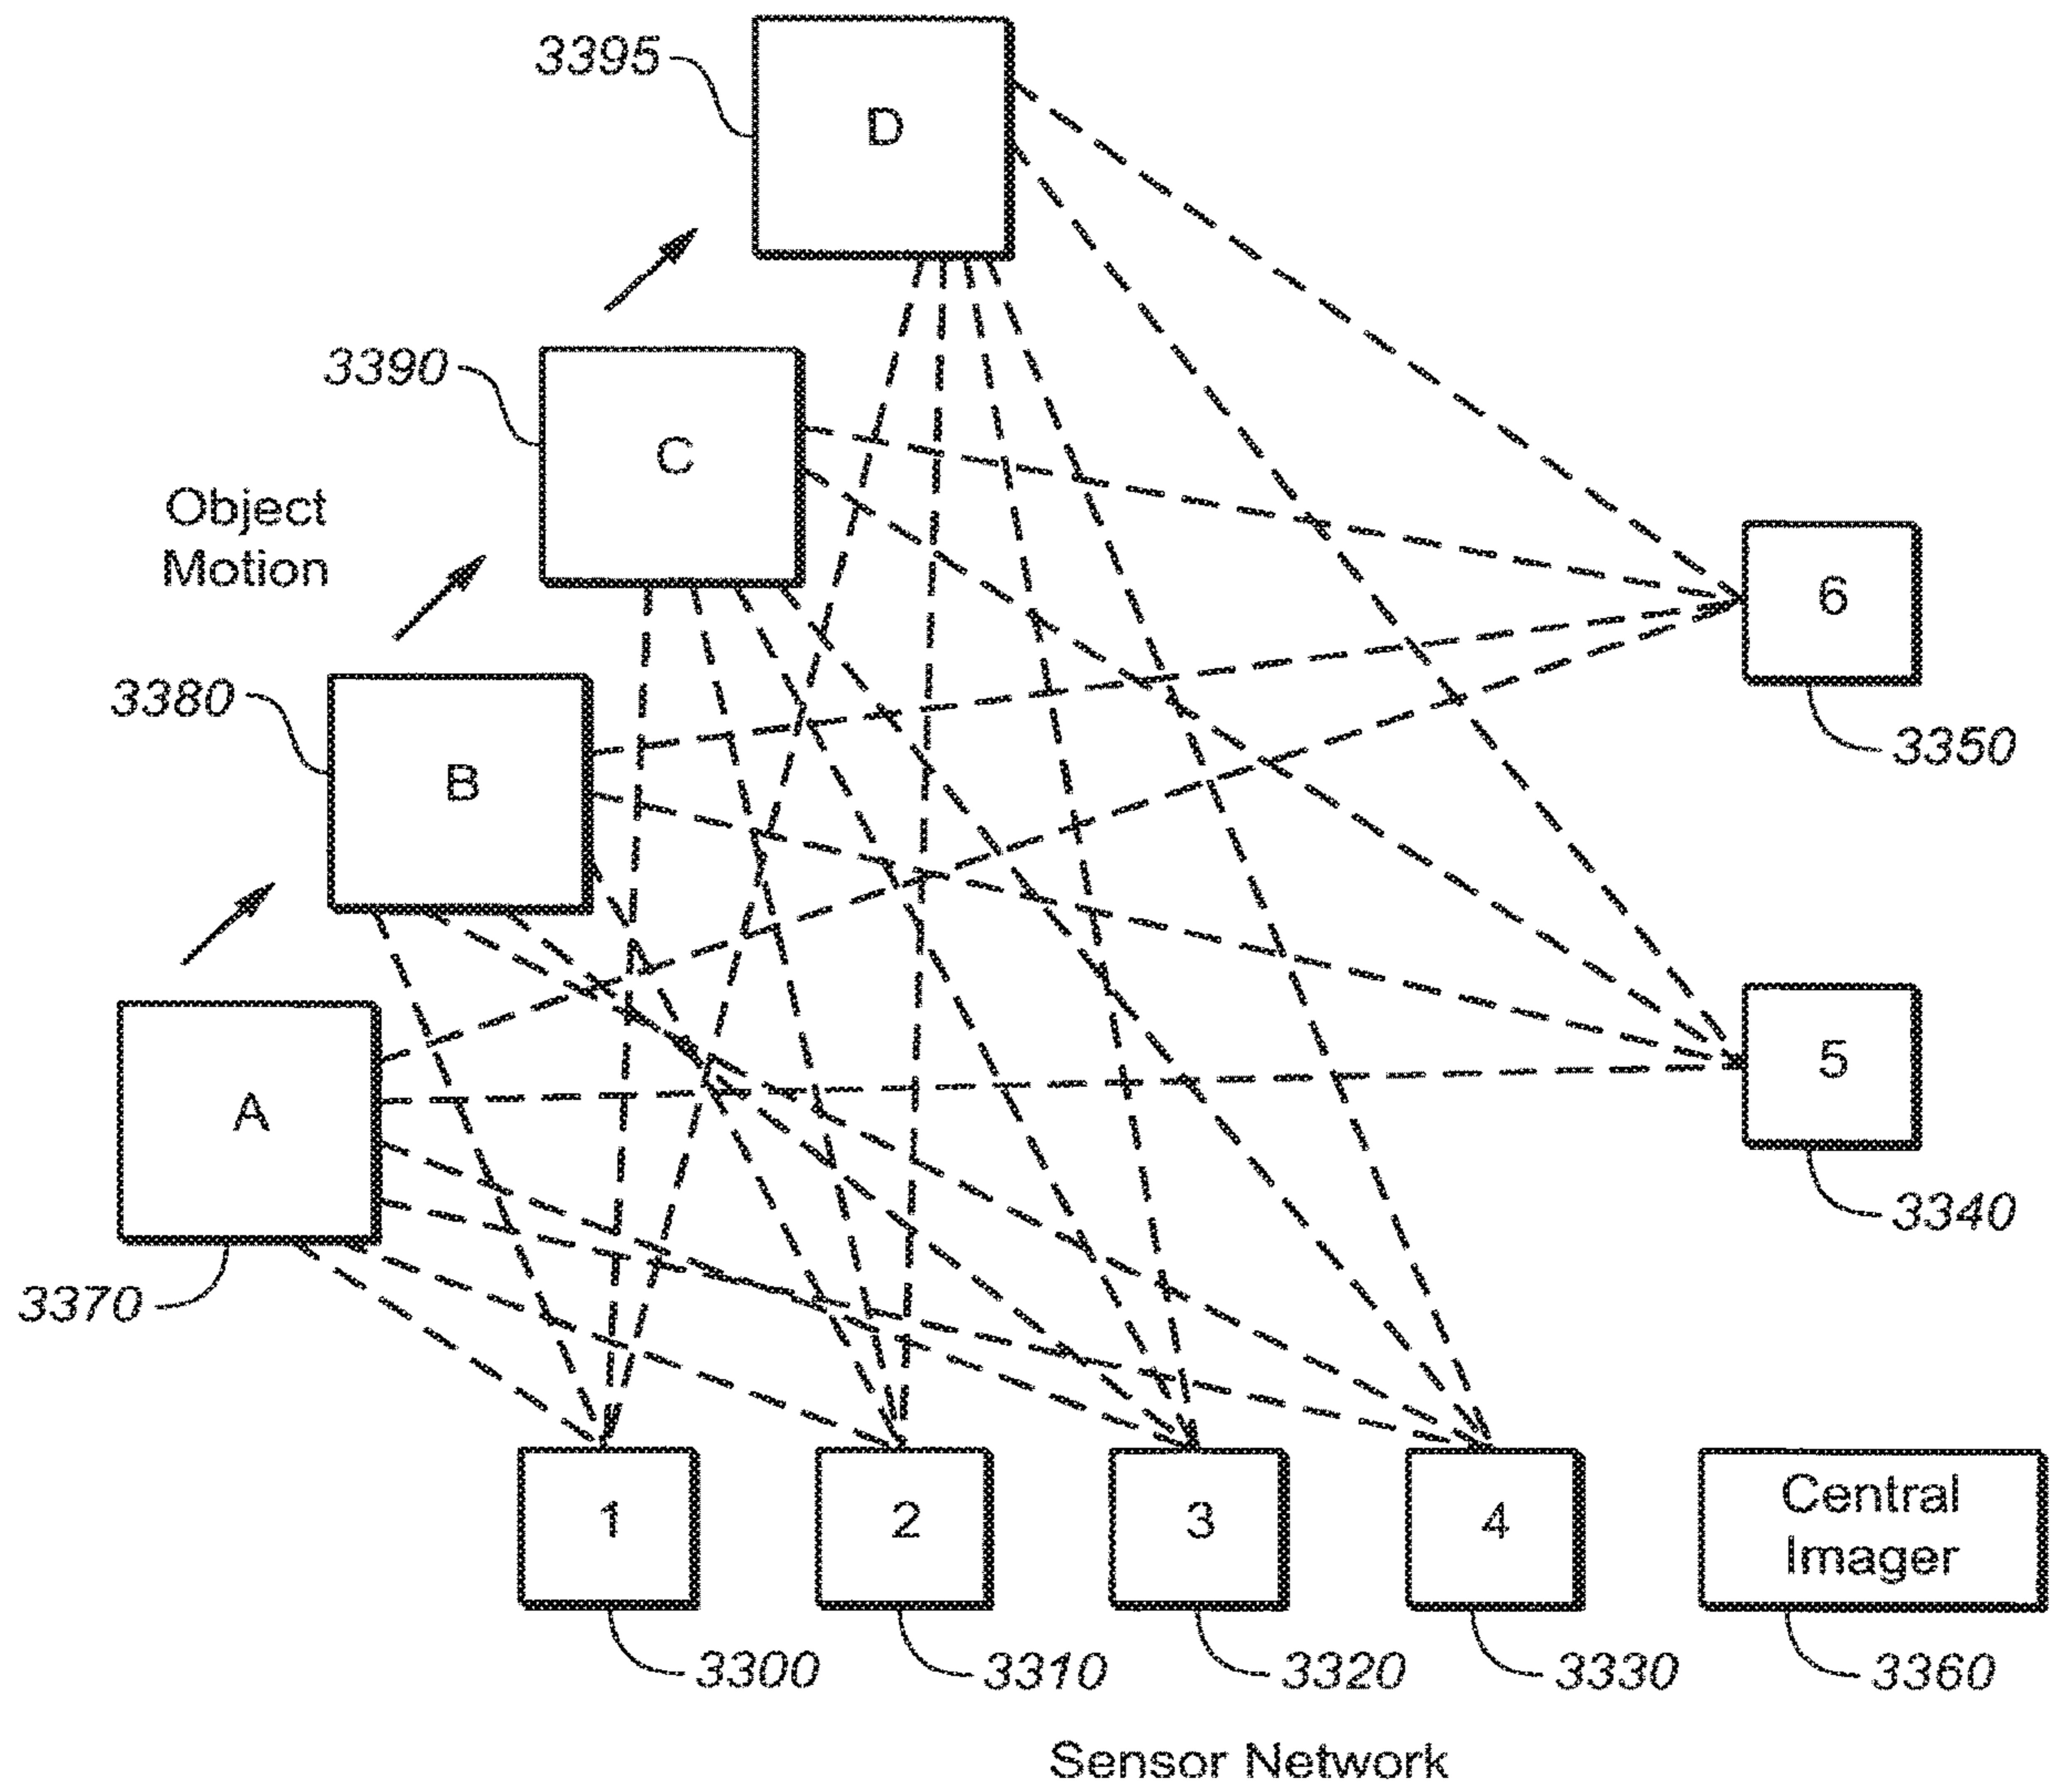 3395
D
3390
C
Object
Motion
6
3380
3350
B
5
A
3340
3370
1
2
3
4
Central
Imager
3300
3310
3320
3330
3360
Sensor Network